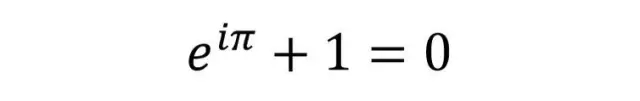 e^{iπ} + 1 = 0